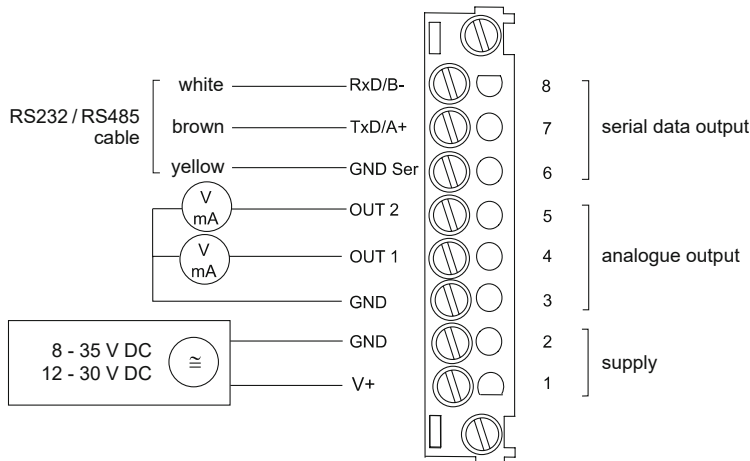 white RxD/B- 8
RS232 / RS485
cable
brown TxD/A+ 7 serial data output
yellow GND Ser 6
V
mA
OUT 2 5
V
mA
OUT 1 4 analogue output
GND 3
8 - 35 V DC
12 - 30 V DC
≅
GND 2
supply
V+ 1